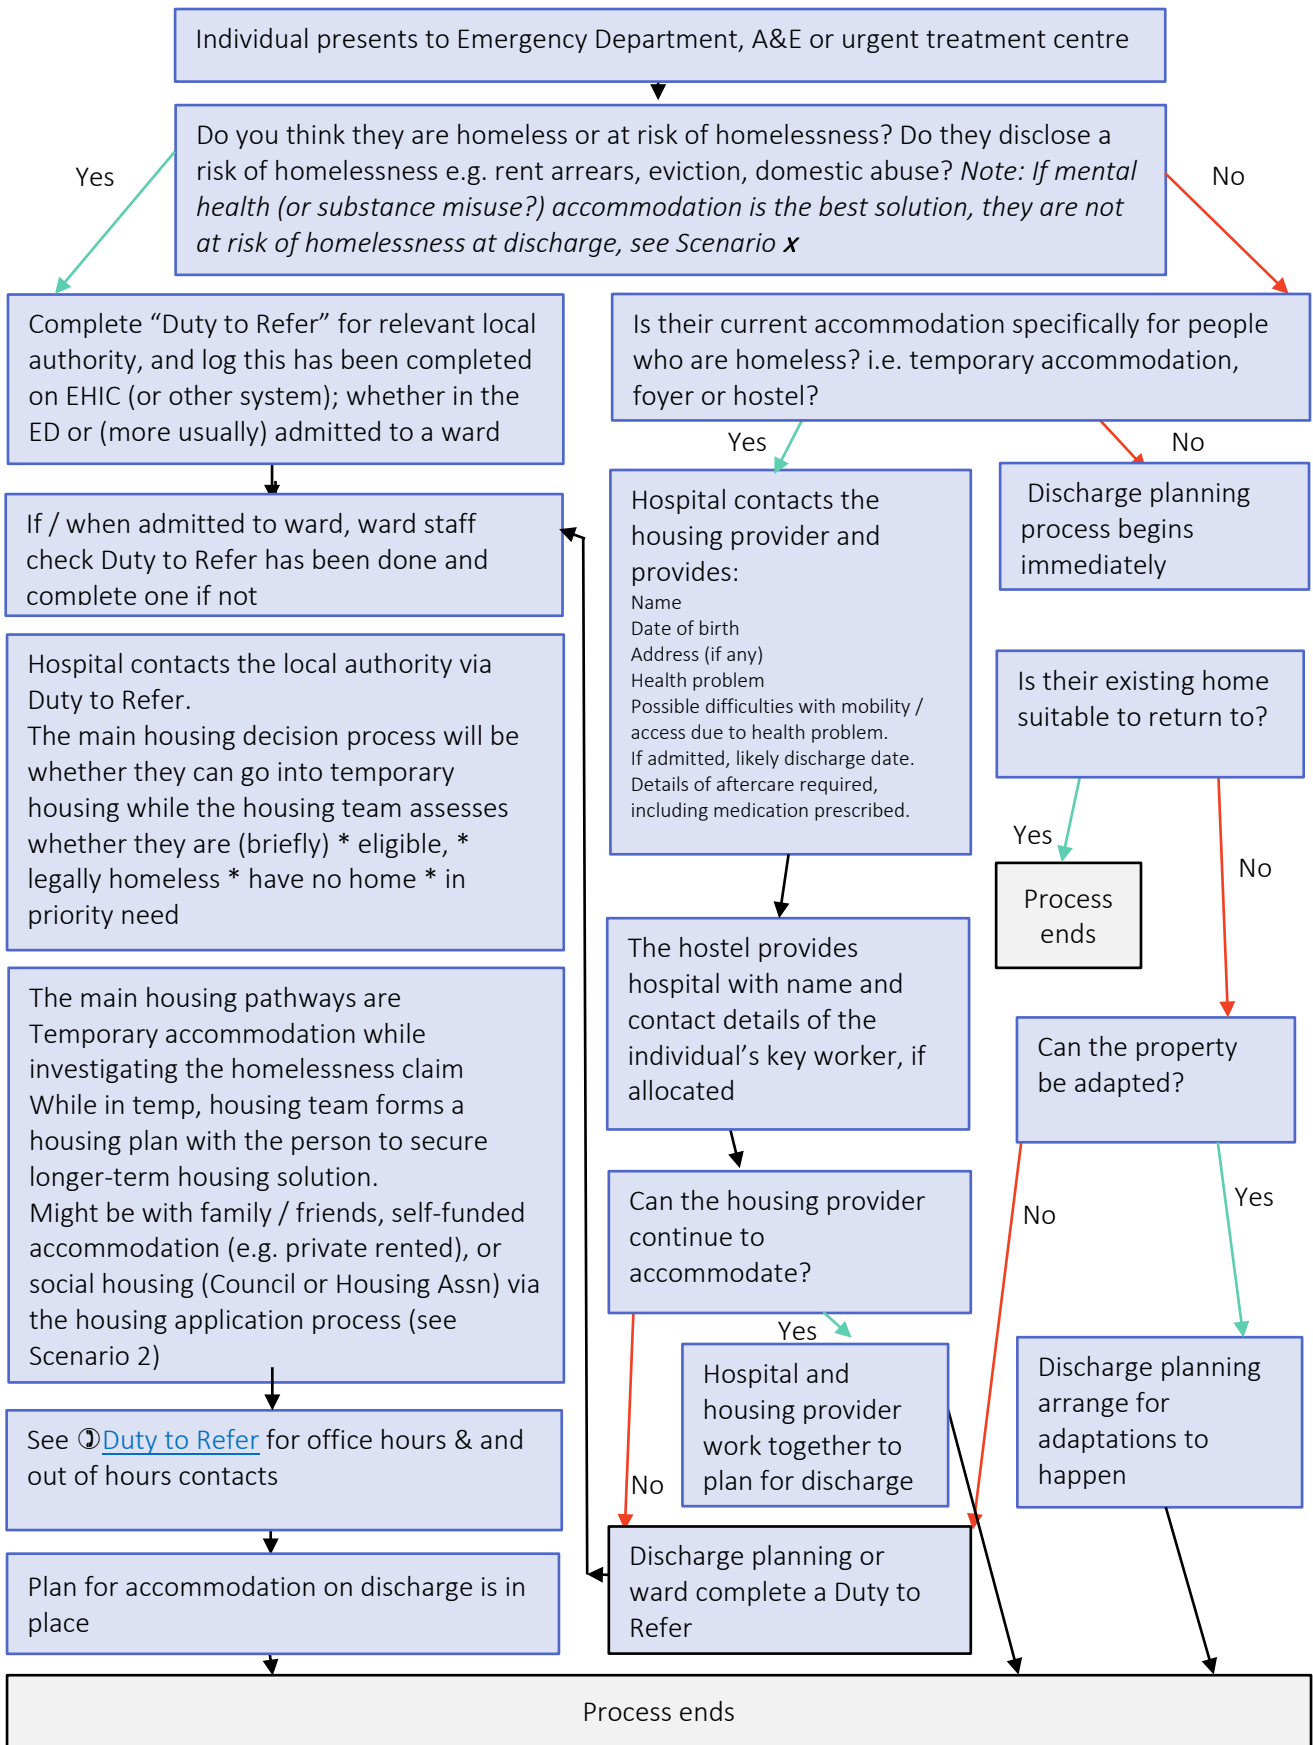 Individual presents to Emergency Department, A&E or urgent treatment centre
Do you think they are homeless or at risk of homelessness? Do they disclose a
risk of homelessness e.g. rent arrears, eviction, domestic abuse? Note: If mental
health (or substance misuse?) accommodation is the best solution, they are not
at risk of homelessness at discharge, see Scenario x
Yes
No
Complete “Duty to Refer” for relevant local
authority, and log this has been completed
on EHIC (or other system); whether in the
ED or (more usually) admitted to a ward
If / when admitted to ward, ward staff
check Duty to Refer has been done and
complete one if not
Hospital contacts the local authority via
Duty to Refer.
The main housing decision process will be
whether they can go into temporary
housing while the housing team assesses
whether they are (briefly) * eligible, *
legally homeless * have no home * in
priority need
The main housing pathways are
Temporary accommodation while
investigating the homelessness claim
While in temp, housing team forms a
housing plan with the person to secure
longer-term housing solution.
Might be with family / friends, self-funded
accommodation (e.g. private rented), or
social housing (Council or Housing Assn) via
the housing application process (see
Scenario 2)
See ✆Duty to Refer for office hours & and
out of hours contacts
Plan for accommodation on discharge is in
place
Is their current accommodation specifically for people
who are homeless? i.e. temporary accommodation,
foyer or hostel?
Yes
No
Hospital contacts the
housing provider and
provides:
Name
Date of birth
Address (if any)
Health problem
Possible difficulties with mobility /
access due to health problem.
If admitted, likely discharge date.
Details of aftercare required,
including medication prescribed.
The hostel provides
hospital with name and
contact details of the
individual’s key worker, if
allocated
Can the housing provider
continue to
accommodate?
Yes
No
Hospital and
housing provider
work together to
plan for discharge
Discharge planning or
ward complete a Duty to
Refer
Discharge planning
process begins
immediately
Is their existing home
suitable to return to?
Yes
No
Process
ends
Can the property
be adapted?
No
Yes
Discharge planning
arrange for
adaptations to
happen
Process ends